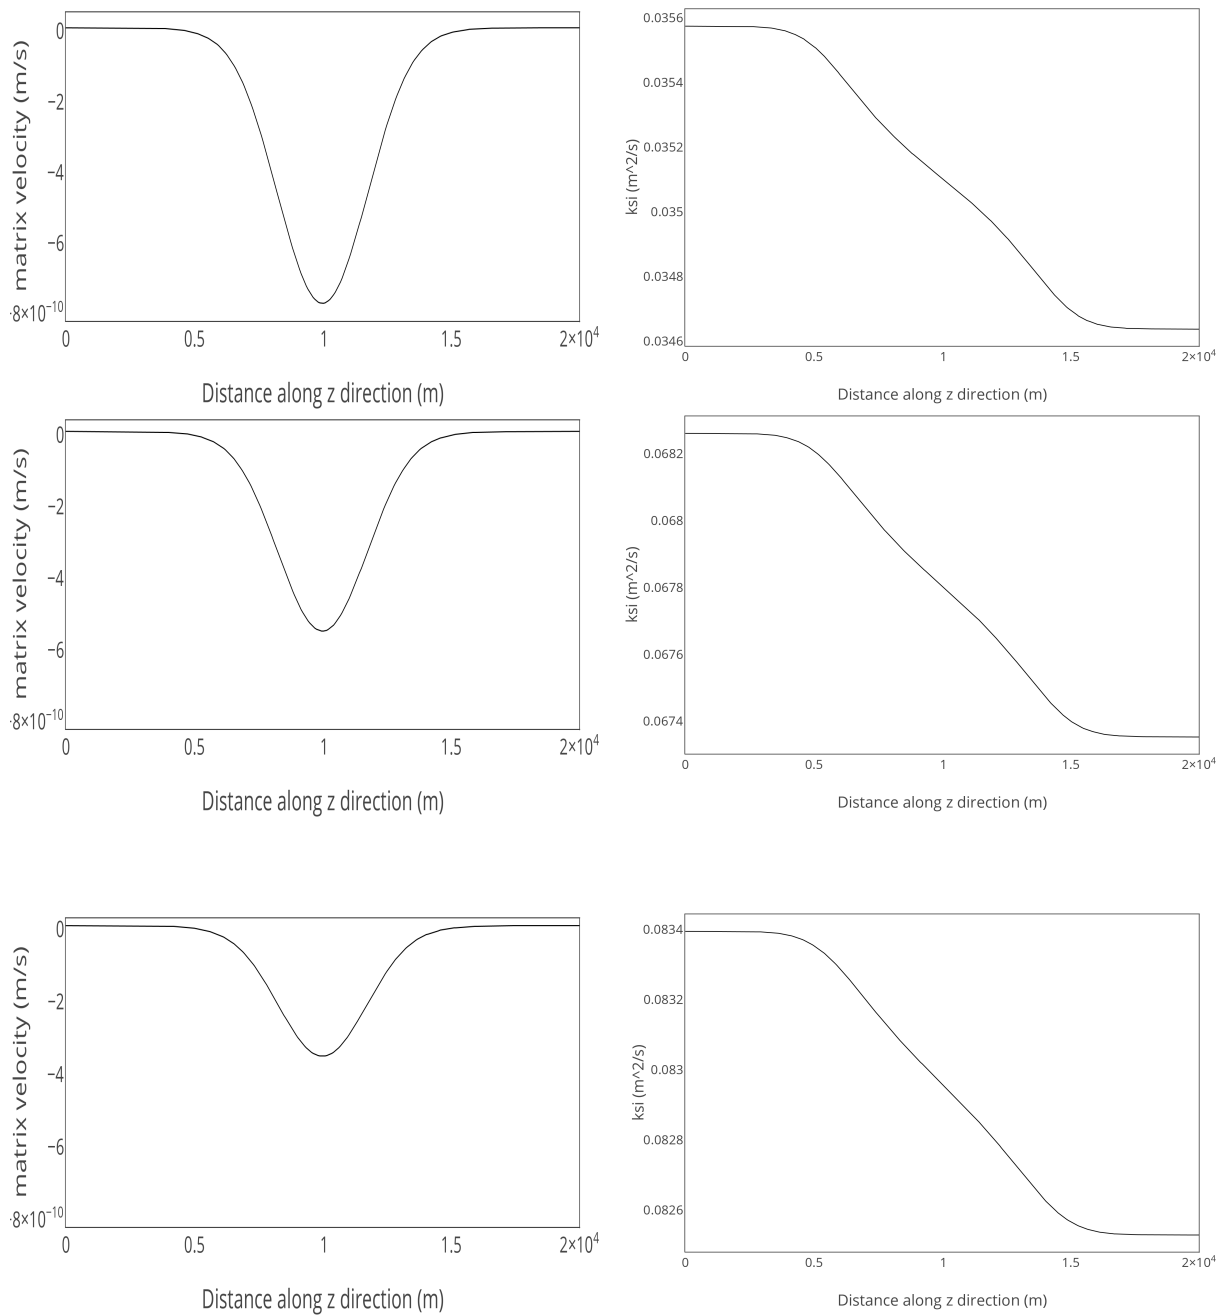 0
−2
−4
−6
·8×10⁻¹⁰
matrix velocity (m/s)
0 0.5 1 1.5 2×10⁴
Distance along z direction (m)
0.0356
0.0354
0.0352
0.035
0.0348
0.0346
ksi (m^2/s)
0 0.5 1 1.5 2×10⁴
Distance along z direction (m)
0
−2
−4
−6
·8×10⁻¹⁰
matrix velocity (m/s)
0 0.5 1 1.5 2×10⁴
Distance along z direction (m)
0.0682
0.068
0.0678
0.0676
0.0674
ksi (m^2/s)
0 0.5 1 1.5 2×10⁴
Distance along z direction (m)
0
−2
−4
−6
·8×10⁻¹⁰
matrix velocity (m/s)
0 0.5 1 1.5 2×10⁴
Distance along z direction (m)
0.0834
0.0832
0.083
0.0828
0.0826
ksi (m^2/s)
0 0.5 1 1.5 2×10⁴
Distance along z direction (m)